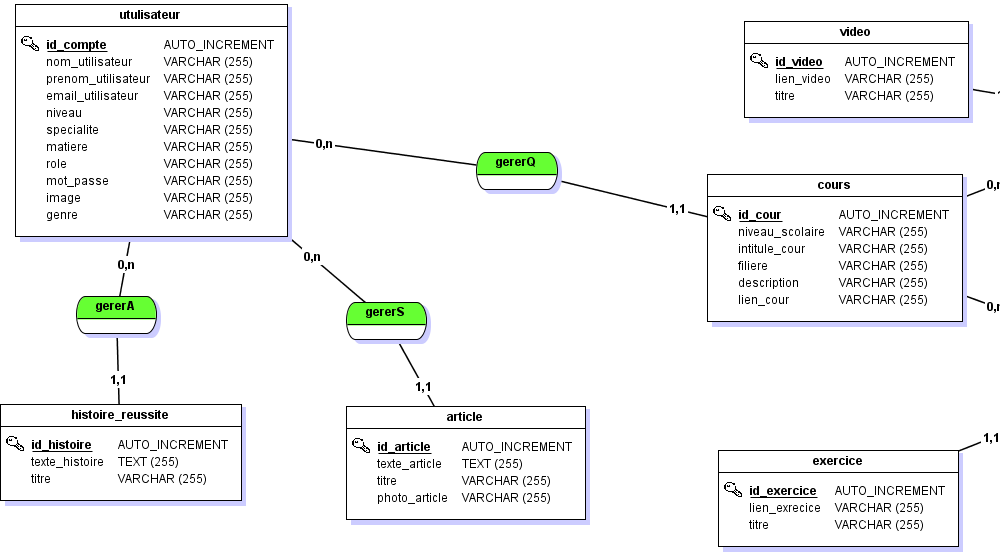 utulisateur
id_compte AUTO_INCREMENT
nom_utilisateur VARCHAR (255)
prenom_utilisateur VARCHAR (255)
email_utilisateur VARCHAR (255)
niveau VARCHAR (255)
specialite VARCHAR (255)
matiere VARCHAR (255)
role VARCHAR (255)
mot_passe VARCHAR (255)
image VARCHAR (255)
genre VARCHAR (255)
video
id_video AUTO_INCREMENT
lien_video VARCHAR (255)
titre VARCHAR (255)
0,n
gererQ
1,1
cours
id_cour AUTO_INCREMENT
niveau_scolaire VARCHAR (255)
intitule_cour VARCHAR (255)
filiere VARCHAR (255)
description VARCHAR (255)
lien_cour VARCHAR (255)
0,n
0,n
0,n
gererA
1,1
0,n
gererS
1,1
histoire_reussite
id_histoire AUTO_INCREMENT
texte_histoire TEXT (255)
titre VARCHAR (255)
article
id_article AUTO_INCREMENT
texte_article TEXT (255)
titre VARCHAR (255)
photo_article VARCHAR (255)
1,1
exercice
id_exercice AUTO_INCREMENT
lien_exrecice VARCHAR (255)
titre VARCHAR (255)